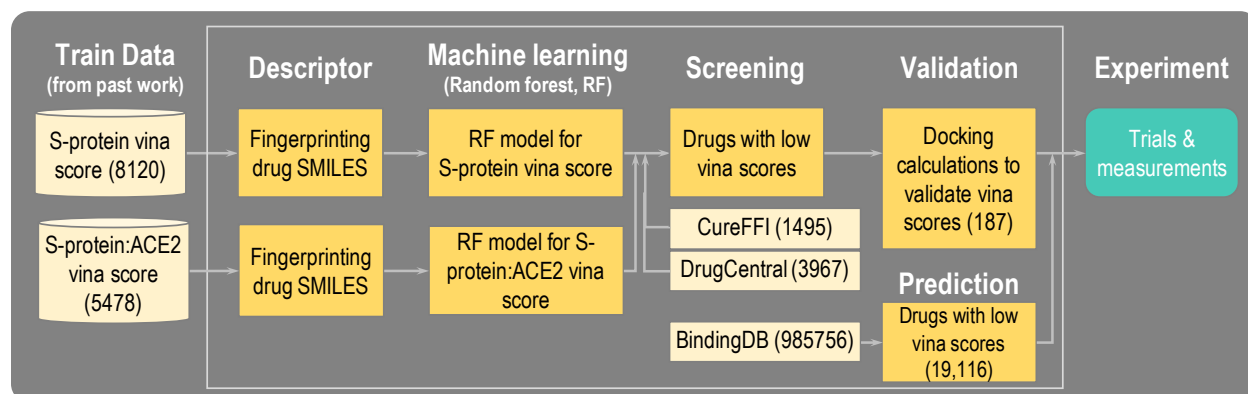 Train Data
(from past work)
S-protein vina
score (8120)
S-protein:ACE2
vina score
(5478)
Descriptor
Fingerprinting
drug SMILES
Fingerprinting
drug SMILES
Machine learning
(Random forest, RF)
RF model for
S-protein vina score
RF model for S-
protein:ACE2 vina
score
Screening
Drugs with low
vina scores
CureFFI (1495)
DrugCentral (3967)
BindingDB (985756)
Validation
Docking
calculations to
validate vina
scores (187)
Prediction
Drugs with low
vina scores
(19,116)
Experiment
Trials &
measurements